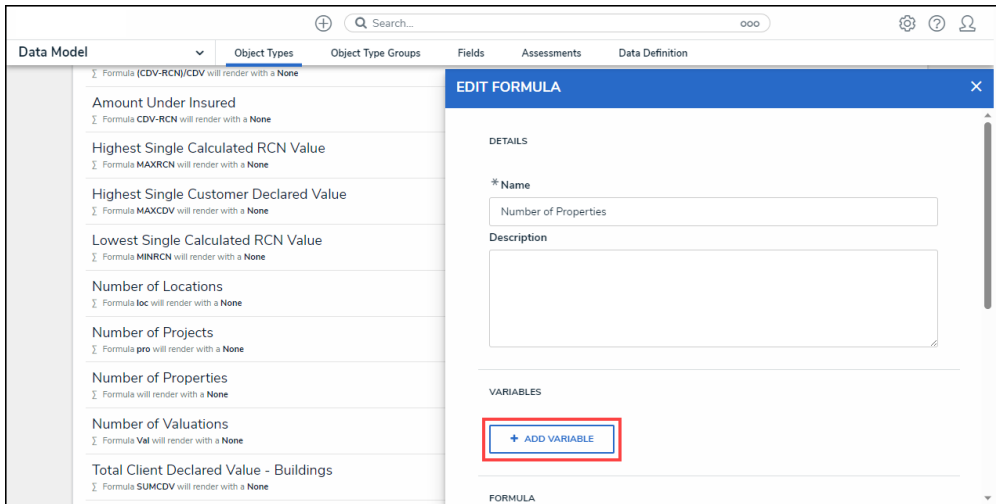 Search...
Data Model
Object Types
Object Type Groups
Fields
Assessments
Data Definition
∑ Formula (CDV-RCN)/CDV will render with a None
Amount Under Insured
∑ Formula CDV-RCN will render with a None
Highest Single Calculated RCN Value
∑ Formula MAXRCN will render with a None
Highest Single Customer Declared Value
∑ Formula MAXCDV will render with a None
Lowest Single Calculated RCN Value
∑ Formula MINRCN will render with a None
Number of Locations
∑ Formula loc will render with a None
Number of Projects
∑ Formula pro will render with a None
Number of Properties
∑ Formula will render with a None
Number of Valuations
∑ Formula Val will render with a None
Total Client Declared Value - Buildings
∑ Formula SUMCDV will render with a None
EDIT FORMULA
DETAILS
* Name
Number of Properties
Description
VARIABLES
+ ADD VARIABLE
FORMULA